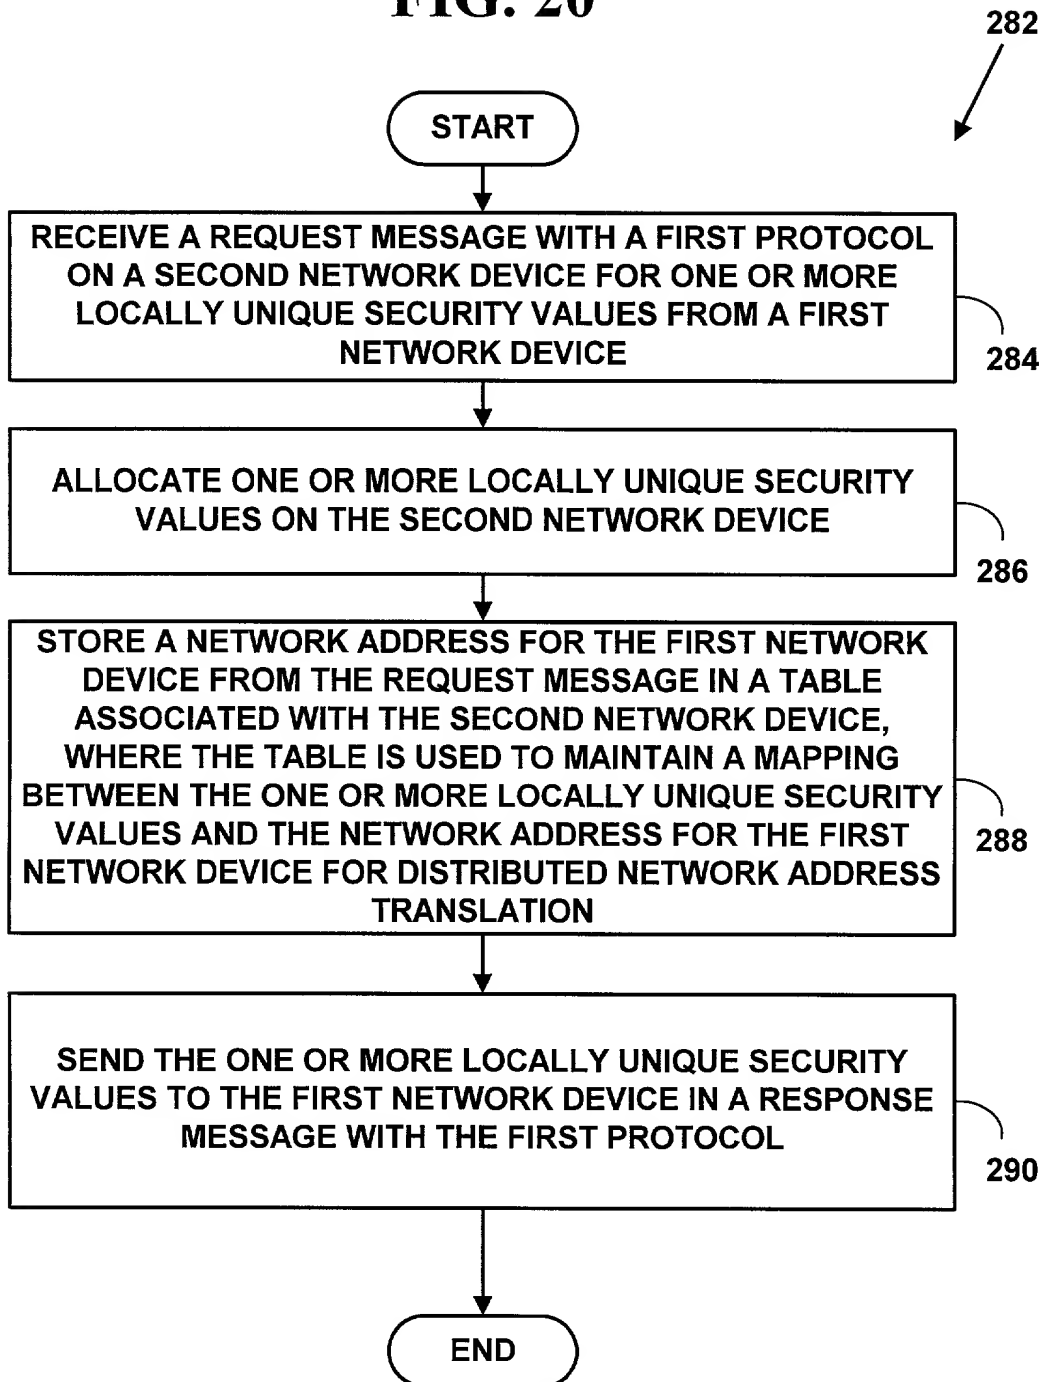 FIG. 20
282
START
RECEIVE A REQUEST MESSAGE WITH A FIRST PROTOCOL
ON A SECOND NETWORK DEVICE FOR ONE OR MORE
LOCALLY UNIQUE SECURITY VALUES FROM A FIRST
NETWORK DEVICE
284
ALLOCATE ONE OR MORE LOCALLY UNIQUE SECURITY
VALUES ON THE SECOND NETWORK DEVICE
286
STORE A NETWORK ADDRESS FOR THE FIRST NETWORK
DEVICE FROM THE REQUEST MESSAGE IN A TABLE
ASSOCIATED WITH THE SECOND NETWORK DEVICE,
WHERE THE TABLE IS USED TO MAINTAIN A MAPPING
BETWEEN THE ONE OR MORE LOCALLY UNIQUE SECURITY
VALUES AND THE NETWORK ADDRESS FOR THE FIRST
NETWORK DEVICE FOR DISTRIBUTED NETWORK ADDRESS
TRANSLATION
288
SEND THE ONE OR MORE LOCALLY UNIQUE SECURITY
VALUES TO THE FIRST NETWORK DEVICE IN A RESPONSE
MESSAGE WITH THE FIRST PROTOCOL
290
END